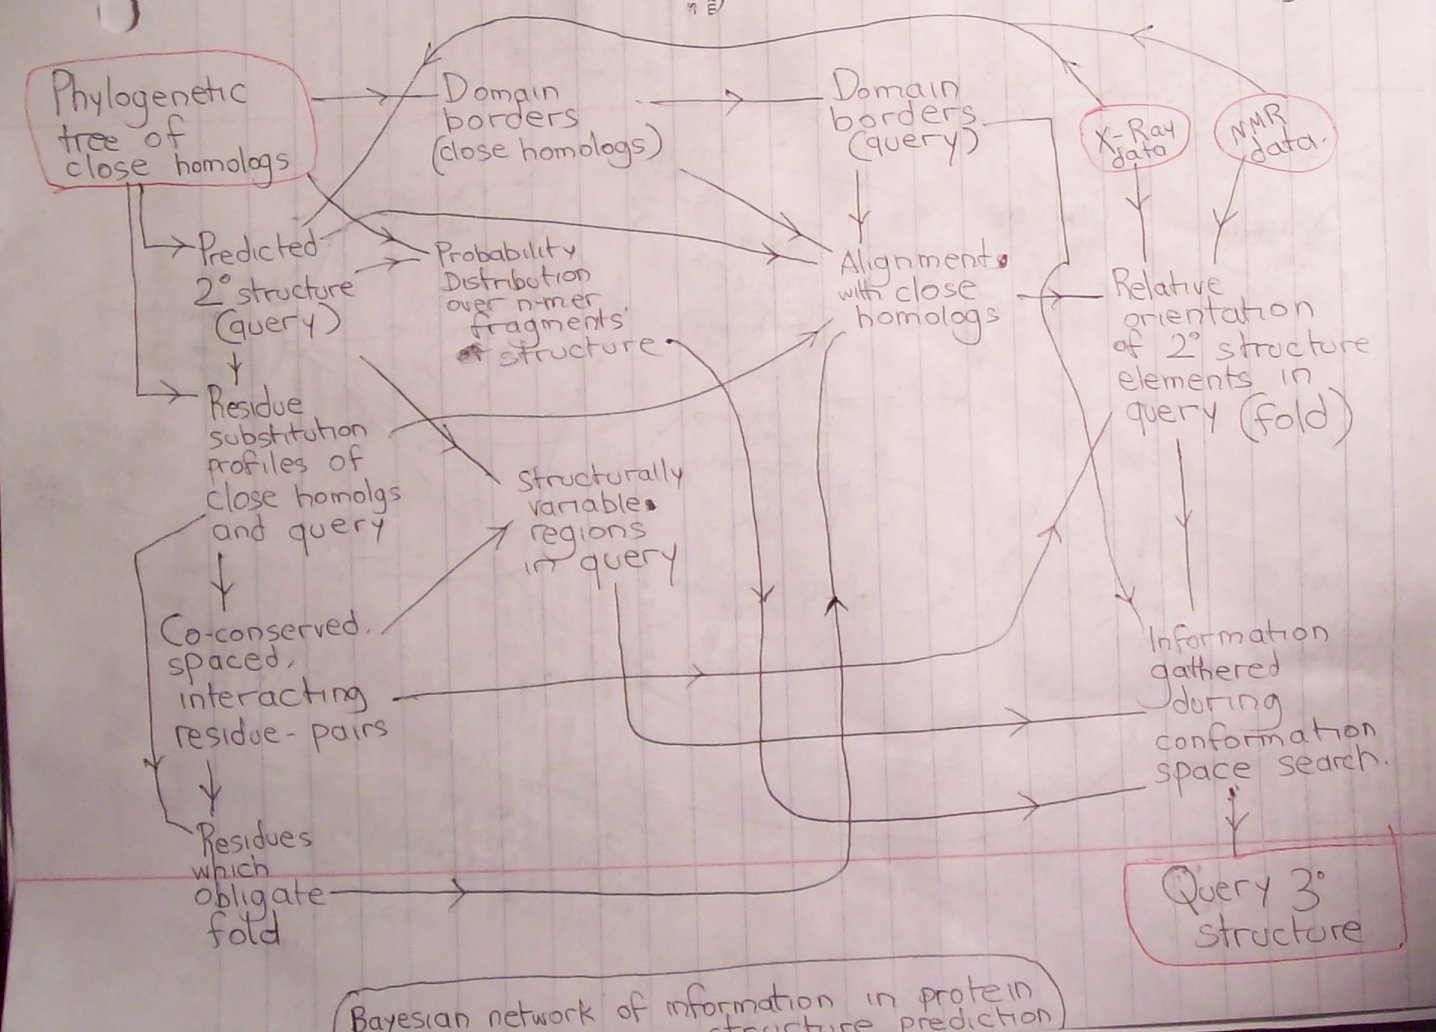 Phylogenetic
tree of
close homologs
Domain
borders
(close homologs)
Domain
borders
(query)
X-Ray
data
NMR
data.
Predicted
2° structure
(query)
Probability
Distribution
over n-mer
fragments
of structure
Alignment
with close
homologs
Relative
orientation
of 2° structure
elements in
query (fold)
Residue
substitution
profiles of
close homolgs
and query
Structurally
variable
regions
in query
Co-conserved,
spaced,
interacting
residue-pairs
Information
gathered
during
conformation
space search.
Residues
which
obligate
fold
Query 3°
structure
Bayesian network of information in protein
structure prediction